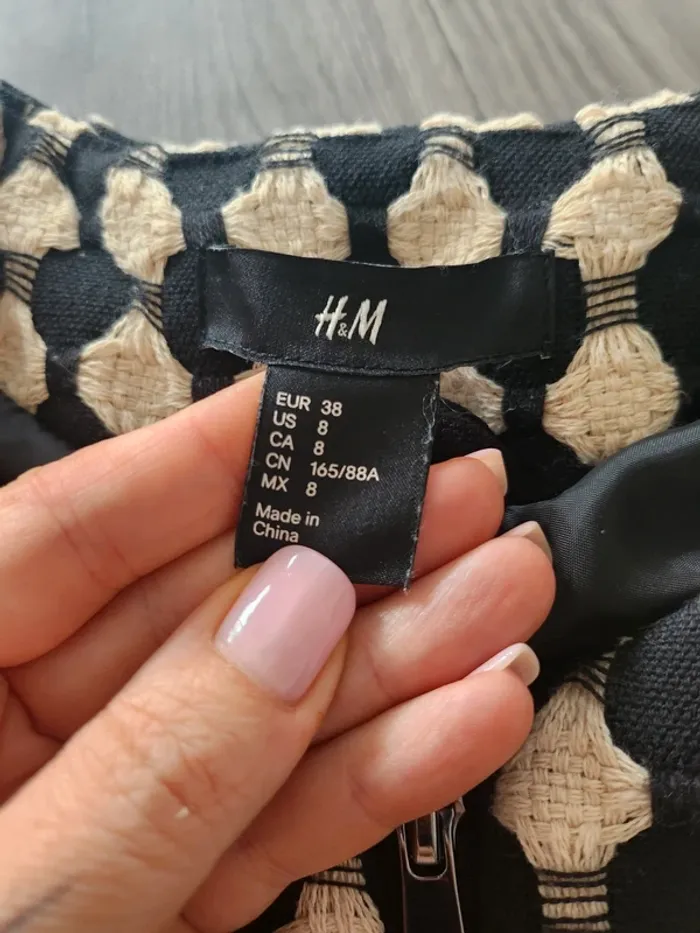 H&M
EUR 38
US 8
CA 8
CN 165/88A
MX 8
Made in
China